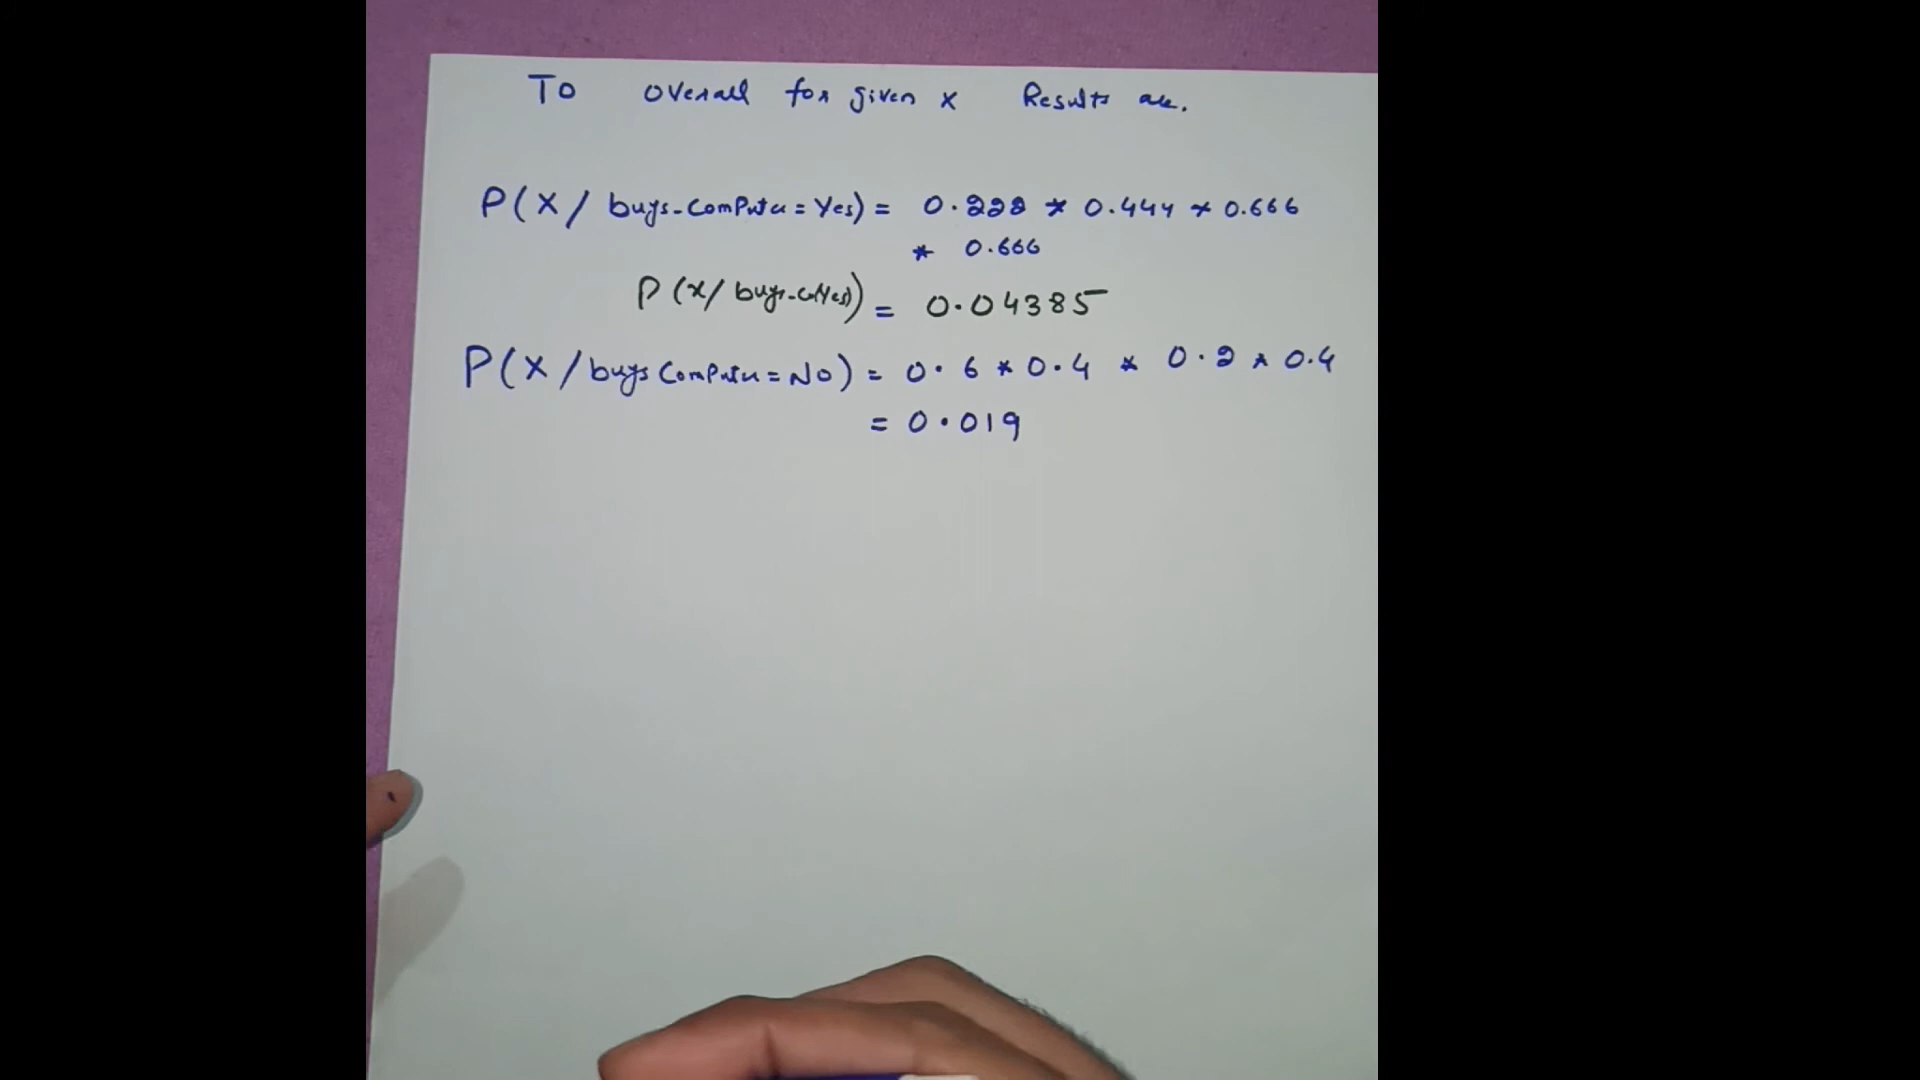 To overall for given x Results are.
P(X/ buys-computer = Yes) = 0.222 * 0.444 * 0.666
* 0.666
P(x/ buys-c=Yes) = 0.04385
P(X/buys computer = No) = 0.6 * 0.4 * 0.2 * 0.4
= 0.019